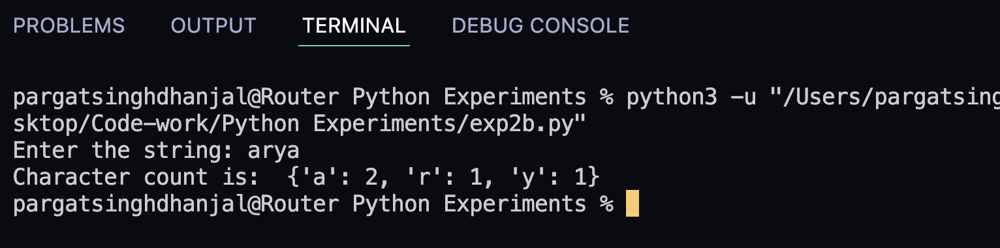 PROBLEMS OUTPUT TERMINAL DEBUG CONSOLE
pargatsinghdhanjal@Router Python Experiments % python3 -u "/Users/pargatsing
sktop/Code-work/Python Experiments/exp2b.py"
Enter the string: arya
Character count is:  {'a': 2, 'r': 1, 'y': 1}
pargatsinghdhanjal@Router Python Experiments %